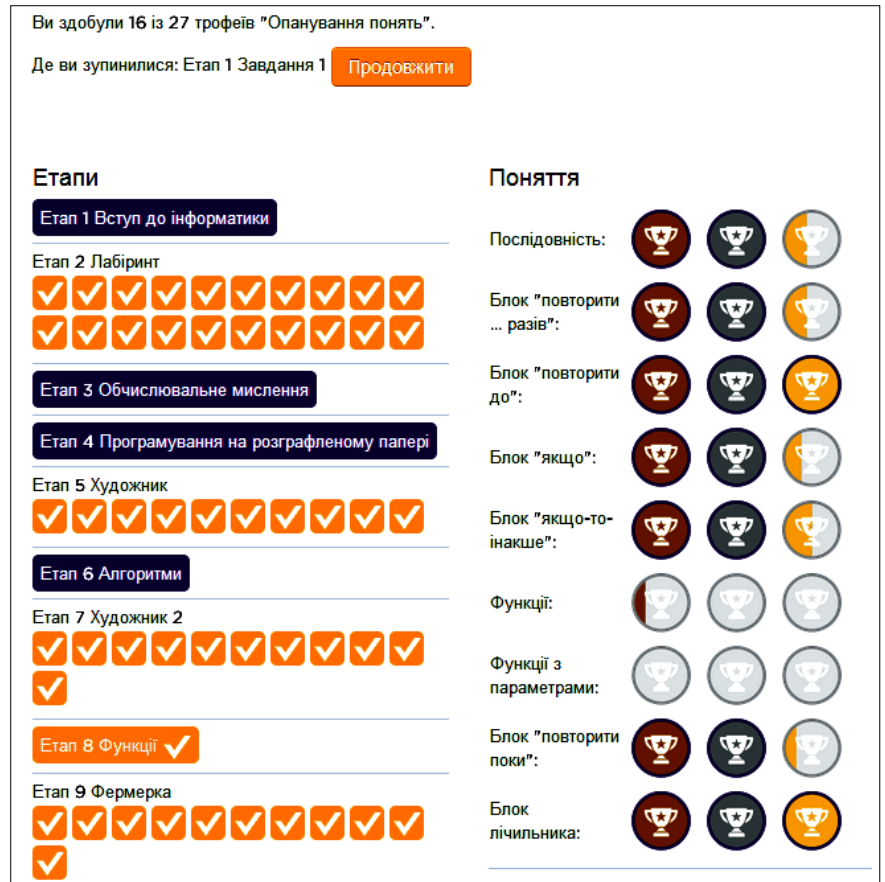 Ви здобули 16 із 27 трофеїв "Опанування понять".
Де ви зупинилися: Етап 1 Завдання 1 Продовжити
Етапи
Етап 1 Вступ до інформатики
Етап 2 Лабіринт
Етап 3 Обчислювальне мислення
Етап 4 Програмування на розграфленому папері
Етап 5 Художник
Етап 6 Алгоритми
Етап 7 Художник 2
Етап 8 Функції
Етап 9 Фермерка
Поняття
Послідовність:
Блок "повторити
... разів":
Блок "повторити
до":
Блок "якщо":
Блок "якщо-то-
інакше":
Функції:
Функції з
параметрами:
Блок "повторити
поки":
Блок
лічильника: